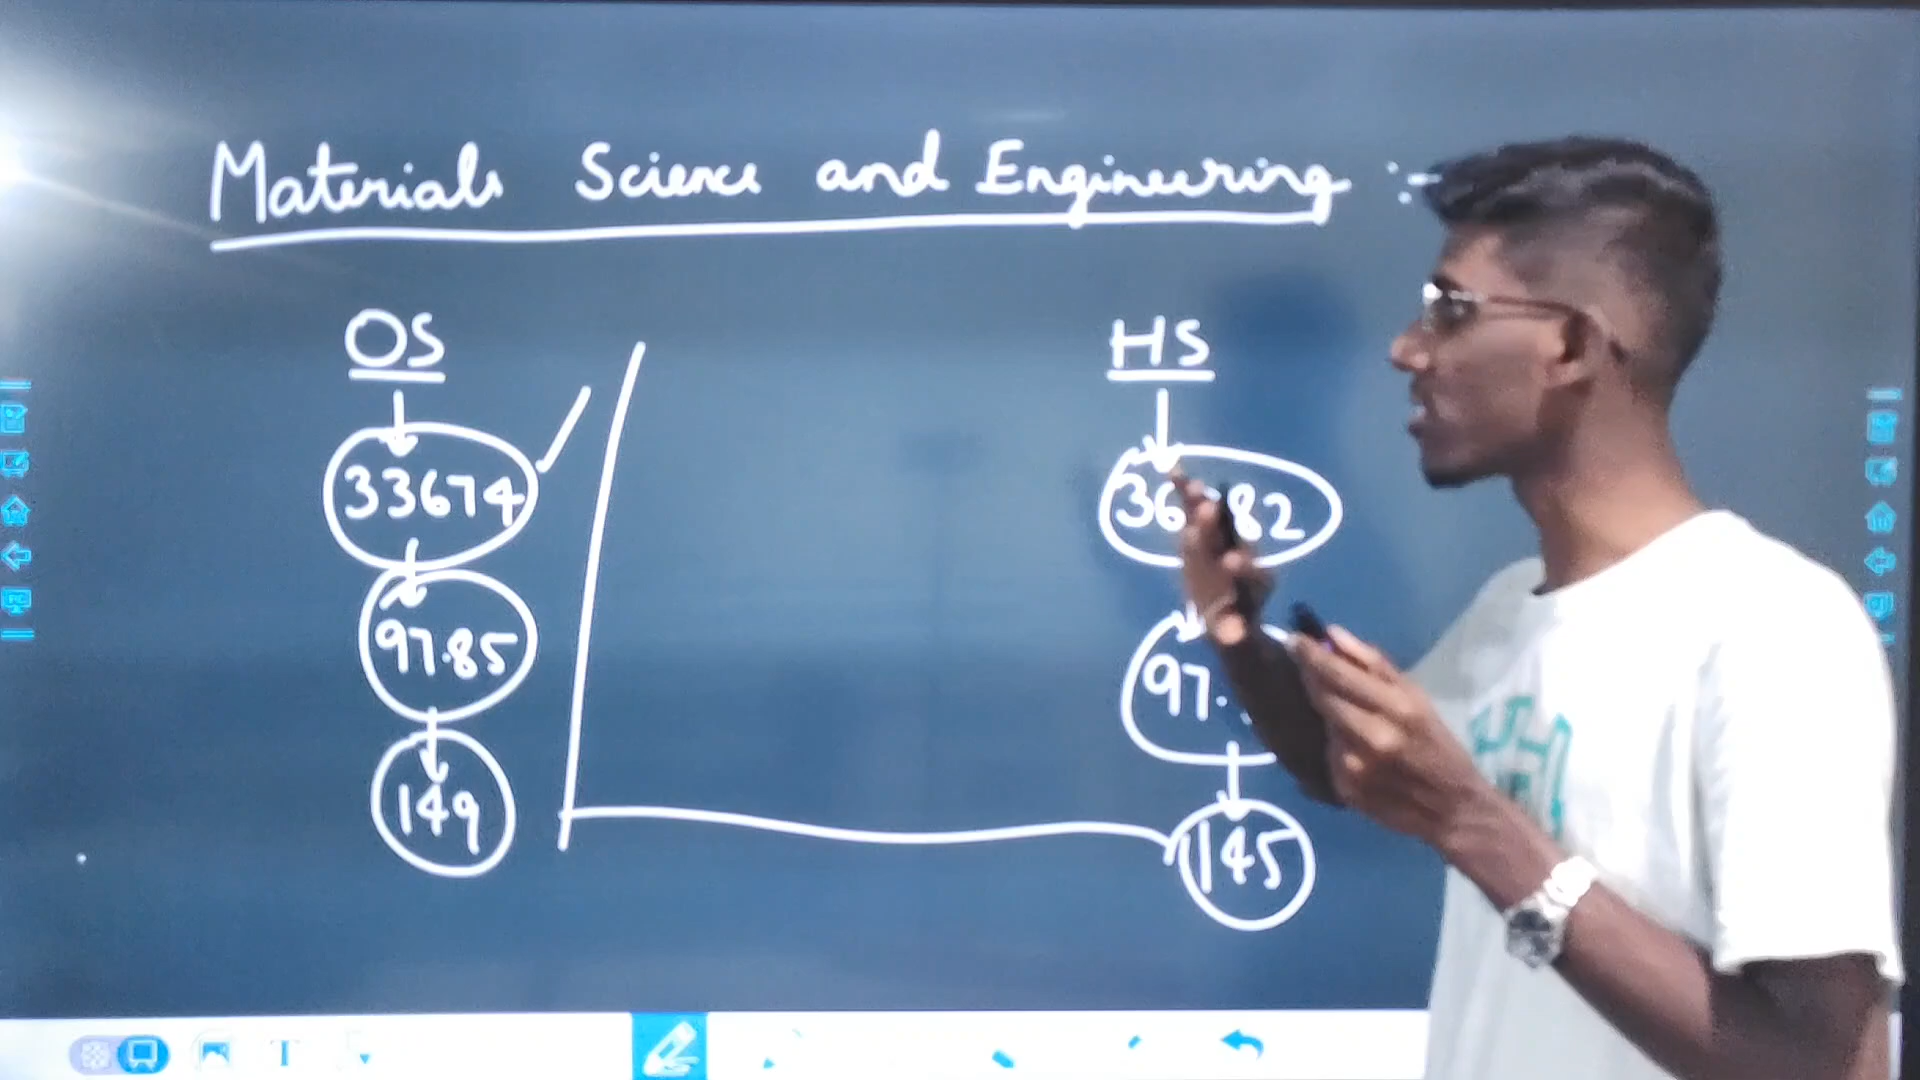 Materials Science and Engineering :-
OS
33674
97.85
149
HS
145
T